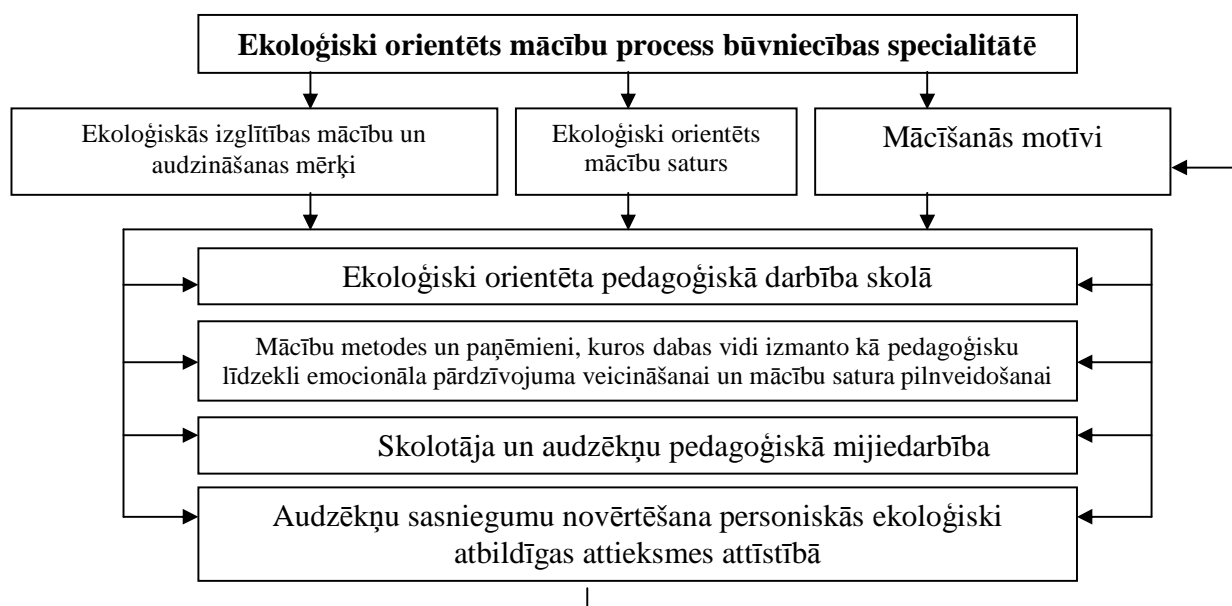 Ekoloģiski orientēts mācību process būvniecības specialitātē
Ekoloģiskās izglītības mācību un
audzināšanas mērķi
Ekoloģiski orientēts
mācību saturs
Mācīšanās motīvi
Ekoloģiski orientēta pedagoģiskā darbība skolā
Mācību metodes un paņēmieni, kuros dabas vidi izmanto kā pedagoģisku
līdzekli emocionāla pārdzīvojuma veicināšanai un mācību satura pilnveidošanai
Skolotāja un audzēkņu pedagoģiskā mijiedarbība
Audzēkņu sasniegumu novērtēšana personiskās ekoloģiski
atbildīgas attieksmes attīstībā